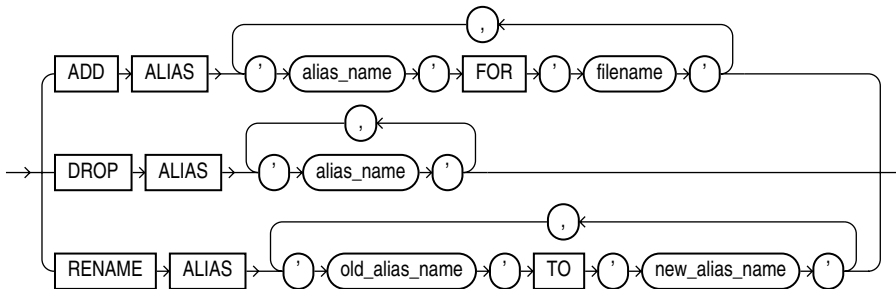 ,
ADD ALIAS ’ alias_name ’ FOR ’ filename ’
,
DROP ALIAS ’ alias_name ’
,
RENAME ALIAS ’ old_alias_name ’ TO ’ new_alias_name ’